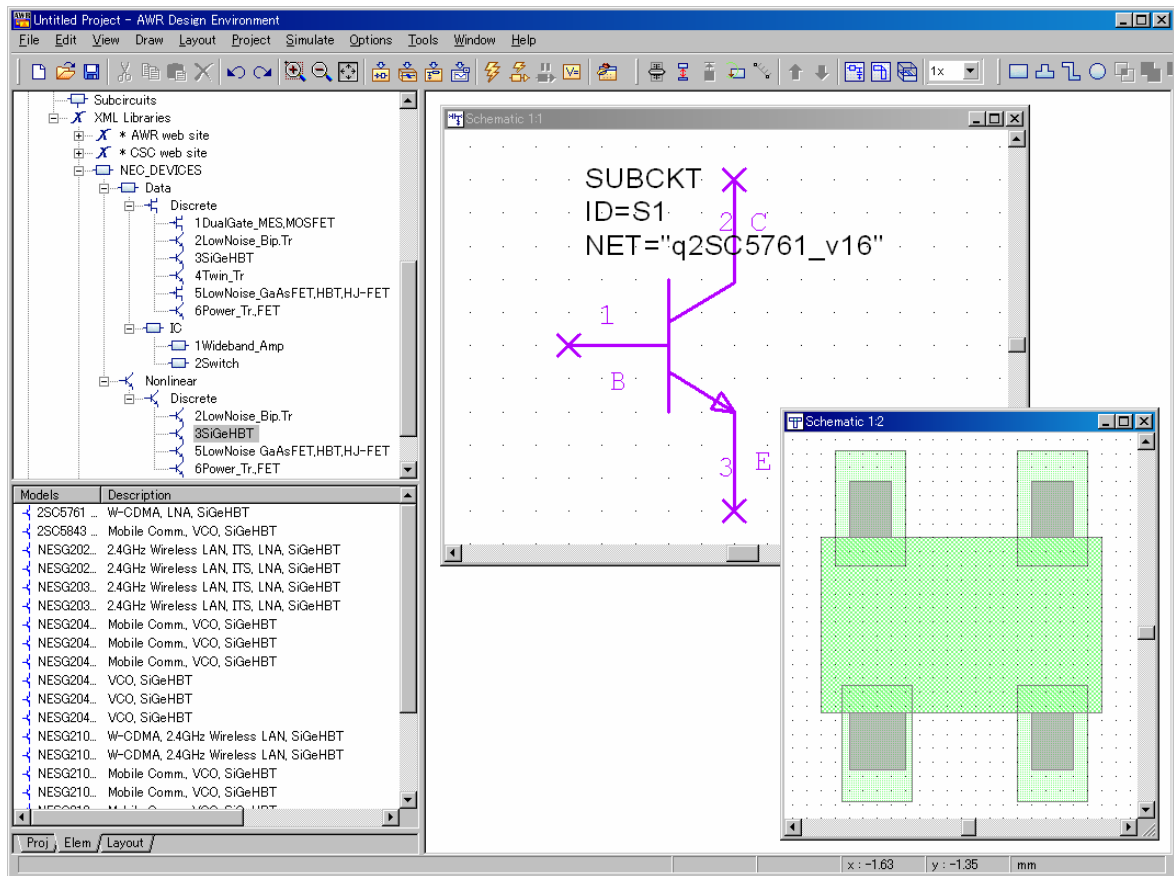 Untitled Project - AWR Design Environment
File Edit View Draw Layout Project Simulate Options Tools Window Help
1x
Subcircuits
XML Libraries
* AWR web site
* CSC web site
NEC_DEVICES
Data
Discrete
1DualGate_MES,MOSFET
2LowNoise_Bip.Tr
3SiGeHBT
4Twin_Tr
5LowNoise_GaAsFET,HBT,HJ-FET
6Power_Tr.,FET
IC
1Wideband_Amp
2Switch
Nonlinear
Discrete
2LowNoise_Bip.Tr
3SiGeHBT
5LowNoise GaAsFET,HBT,HJ-FET
6Power_Tr.,FET
Models Description
2SC5761 ... W-CDMA, LNA, SiGeHBT
2SC5843 ... Mobile Comm., VCO, SiGeHBT
NESG202... 2.4GHz Wireless LAN, ITS, LNA, SiGeHBT
NESG202... 2.4GHz Wireless LAN, ITS, LNA, SiGeHBT
NESG203... 2.4GHz Wireless LAN, ITS, LNA, SiGeHBT
NESG203... 2.4GHz Wireless LAN, ITS, LNA, SiGeHBT
NESG204... Mobile Comm., VCO, SiGeHBT
NESG204... Mobile Comm., VCO, SiGeHBT
NESG204... Mobile Comm., VCO, SiGeHBT
NESG204... VCO, SiGeHBT
NESG204... VCO, SiGeHBT
NESG204... VCO, SiGeHBT
NESG210... W-CDMA, 2.4GHz Wireless LAN, SiGeHBT
NESG210... W-CDMA, 2.4GHz Wireless LAN, SiGeHBT
NESG210... Mobile Comm., VCO, SiGeHBT
NESG210... Mobile Comm., VCO, SiGeHBT
Proj Elem Layout
Schematic 1:1
SUBCKT
ID=S1
NET="q2SC5761_v16"
2 C
1
B
3 E
Schematic 1:2
x : -1.63 y : -1.35 mm